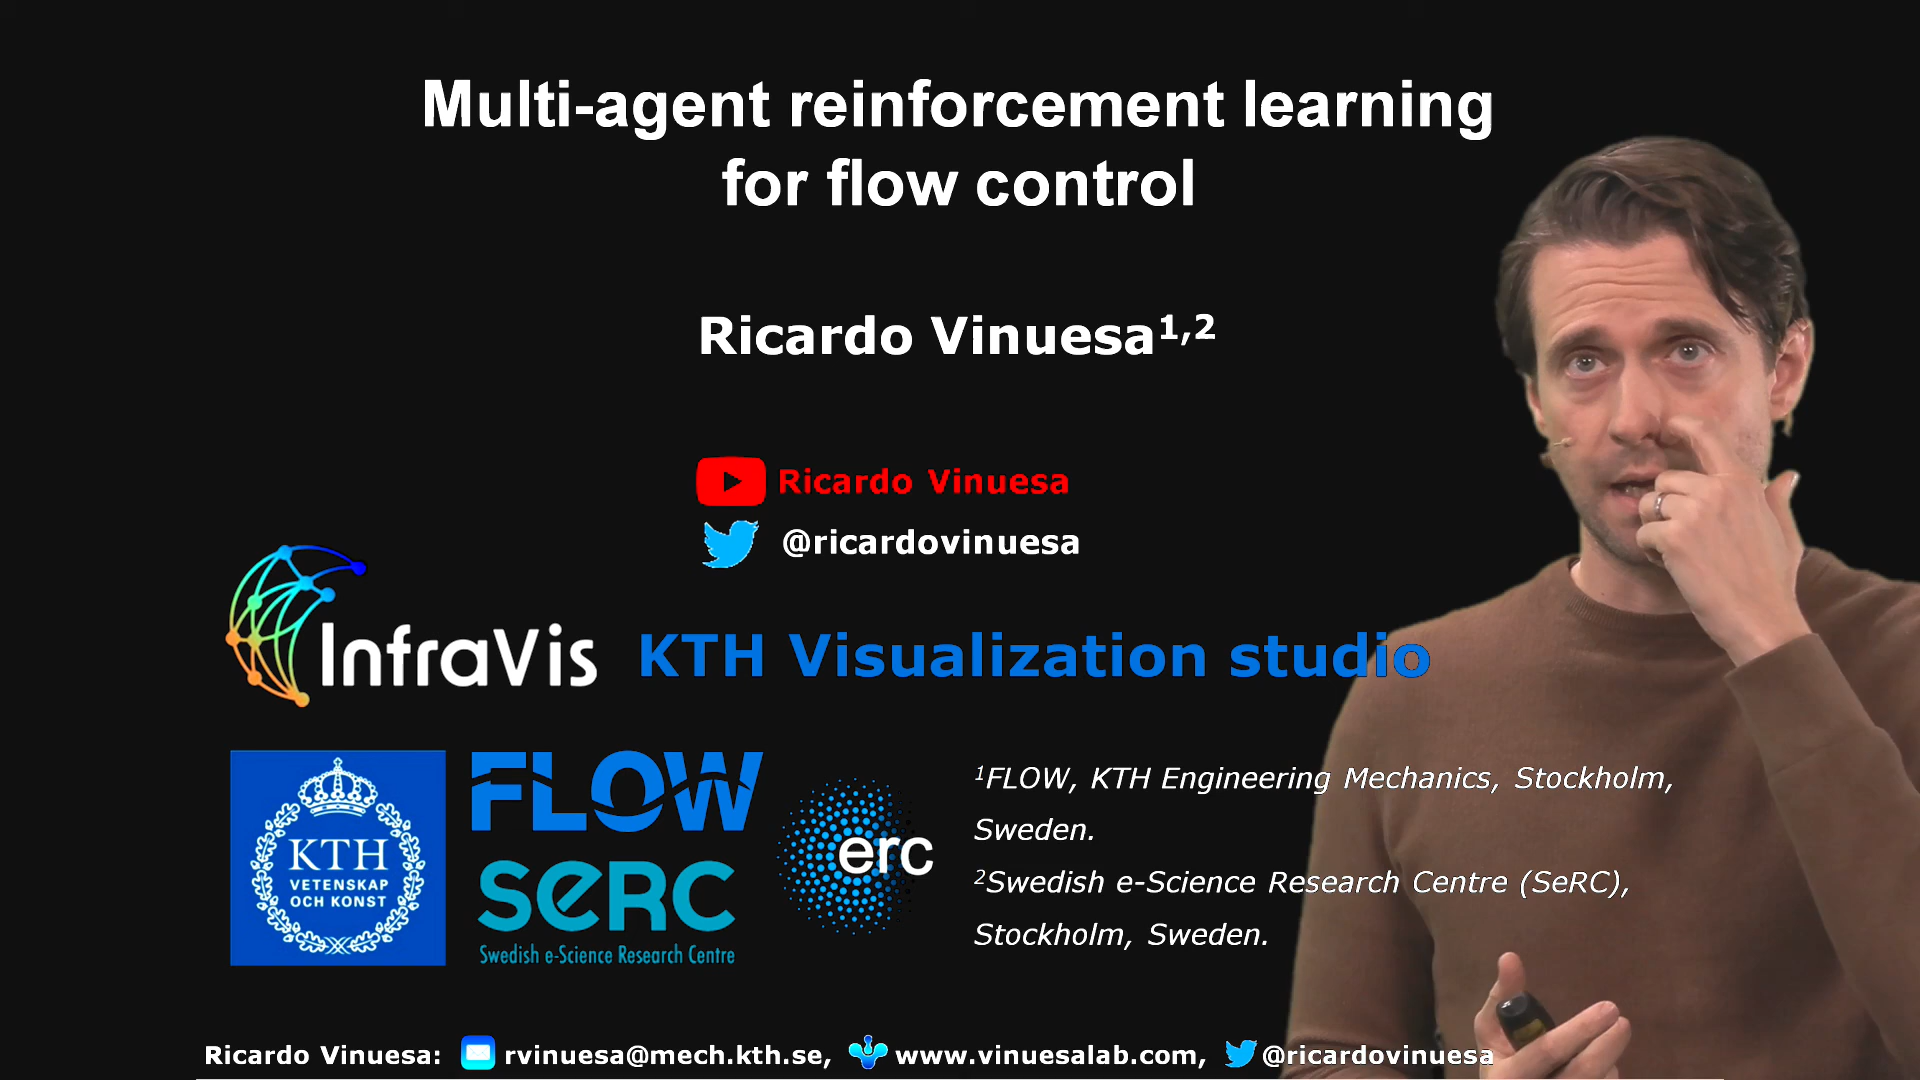 Multi-agent reinforcement learning
for flow control
Ricardo Vinuesa1,2
Ricardo Vinuesa
@ricardovinuesa
InfraVis
KTH Visualization studio
KTH
VETENSKAP
OCH KONST
FLOW
SeRC
Swedish e-Science Research Centre
erc
1FLOW, KTH Engineering Mechanics, Stockholm,
Sweden.
2Swedish e-Science Research Centre (SeRC),
Stockholm, Sweden.
Ricardo Vinuesa: rvinuesa@mech.kth.se, www.vinuesalab.com, @ricardovinuesa